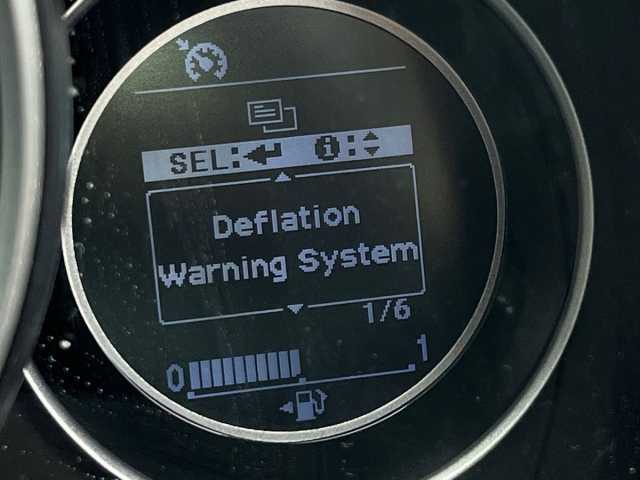 SEL: i:
Deflation
Warning System
1/6
0 1